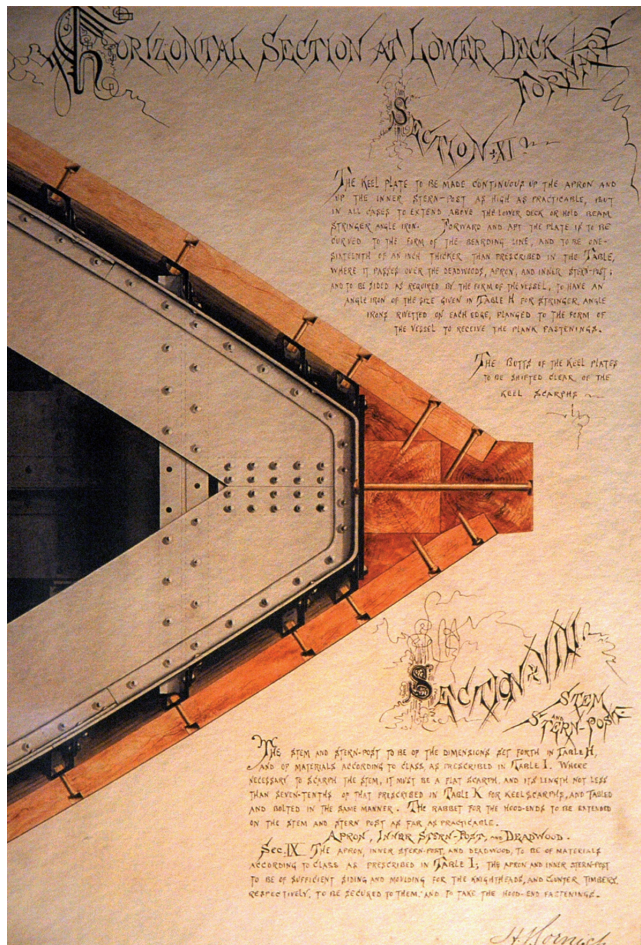 HORIZONTAL SECTION AT LOWER DECK
FORWARD
SECTION XI
THE KEEL PLATE TO BE MADE CONTINUOUS UP THE APRON AND
UP THE INNER STERN-POST AS HIGH AS PRACTICABLE, BUT
IN ALL CASES TO EXTEND ABOVE THE LOWER DECK OR HOLD BEAM
STRINGER ANGLE IRON. FORWARD AND AFT THE PLATE IS TO BE
CURVED TO THE FORM OF THE BEARDING LINE, AND TO BE ONE-
SIXTEENTH OF AN INCH THICKER THAN PRESCRIBED IN THE TABLE,
WHERE IT PASSES OVER THE DEADWOODS, APRON, AND INNER STERN-POST;
AND TO BE SIDED AS REQUIRED BY THE FORM OF THE VESSEL, TO HAVE AN
ANGLE IRON OF THE SIZE GIVEN IN TABLE H FOR STRINGER ANGLE
IRONS RIVETTED ON EACH EDGE, FLANGED TO THE FORM OF
THE VESSEL TO RECEIVE THE PLANK FASTENINGS.
THE BUTTS OF THE KEEL PLATES
TO BE SHIFTED CLEAR OF THE
KEEL SCARPHS
SECTION VIII
STEM
AND
STERN-POST
THE STEM AND STERN-POST TO BE OF THE DIMENSIONS SET FORTH IN TABLE H,
AND OF MATERIALS ACCORDING TO CLASS, AS PRESCRIBED IN TABLE I. WHERE
NECESSARY TO SCARPH THE STEM, IT MUST BE A FLAT SCARPH, AND ITS LENGTH NOT LESS
THAN SEVEN-TENTHS OF THAT PRESCRIBED IN TABLE K FOR KEEL SCARPHS, AND TABLED
AND BOLTED IN THE SAME MANNER. THE RABBET FOR THE HOOD-ENDS TO BE EXTENDED
ON THE STEM AND STERN POST AS FAR AS PRACTICABLE.
APRON, INNER STERN-POST, AND DEADWOOD.
SEC. IX THE APRON, INNER STERN-POST, AND DEADWOOD, TO BE OF MATERIALS
ACCORDING TO CLASS AS PRESCRIBED IN TABLE I; THE APRON AND INNER STERN-POST
TO BE OF SUFFICIENT SIDING AND MOULDING FOR THE KNIGHTHEADS, AND COUNTER TIMBERS,
RESPECTIVELY, TO BE SECURED TO THEM, AND TO TAKE THE HOOD-END FASTENINGS.